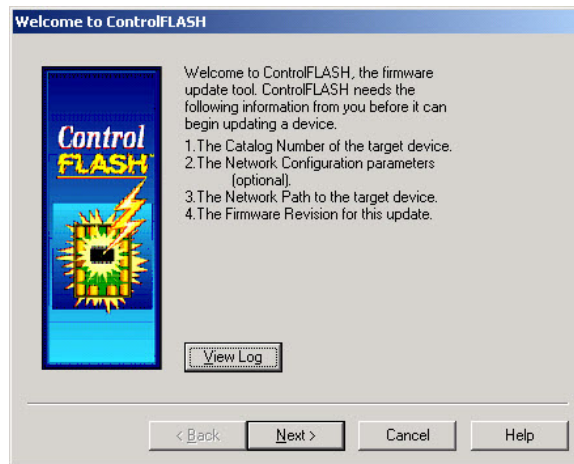 Welcome to ControlFLASH
Welcome to ControlFLASH, the firmware
update tool. ControlFLASH needs the
following information from you before it can
begin updating a device.
1.The Catalog Number of the target device.
2.The Network Configuration parameters
(optional).
3.The Network Path to the target device.
4.The Firmware Revision for this update.
Control
FLASH
View Log
< Back
Next >
Cancel
Help